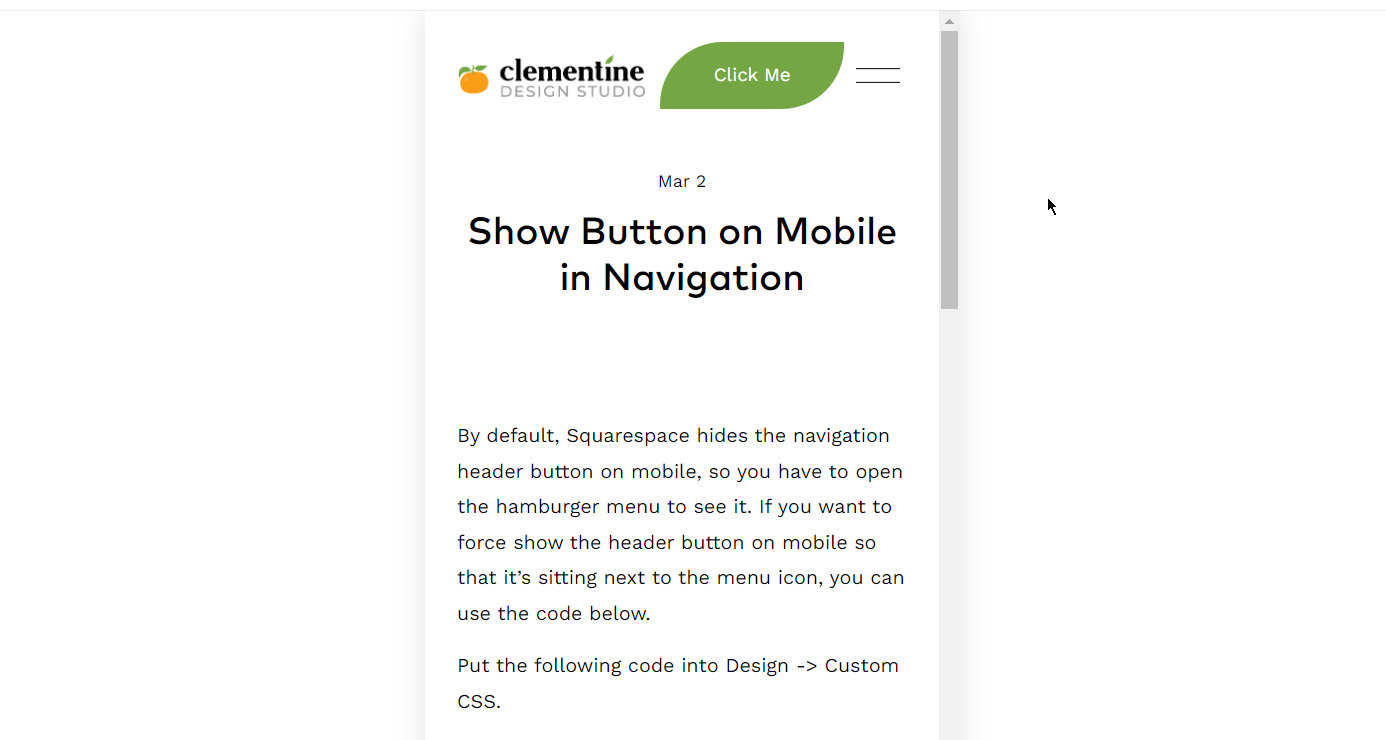 clementine
DESIGN STUDIO
Click Me
Mar 2
Show Button on Mobile
in Navigation
By default, Squarespace hides the navigation
header button on mobile, so you have to open
the hamburger menu to see it. If you want to
force show the header button on mobile so
that it’s sitting next to the menu icon, you can
use the code below.
Put the following code into Design -> Custom
CSS.